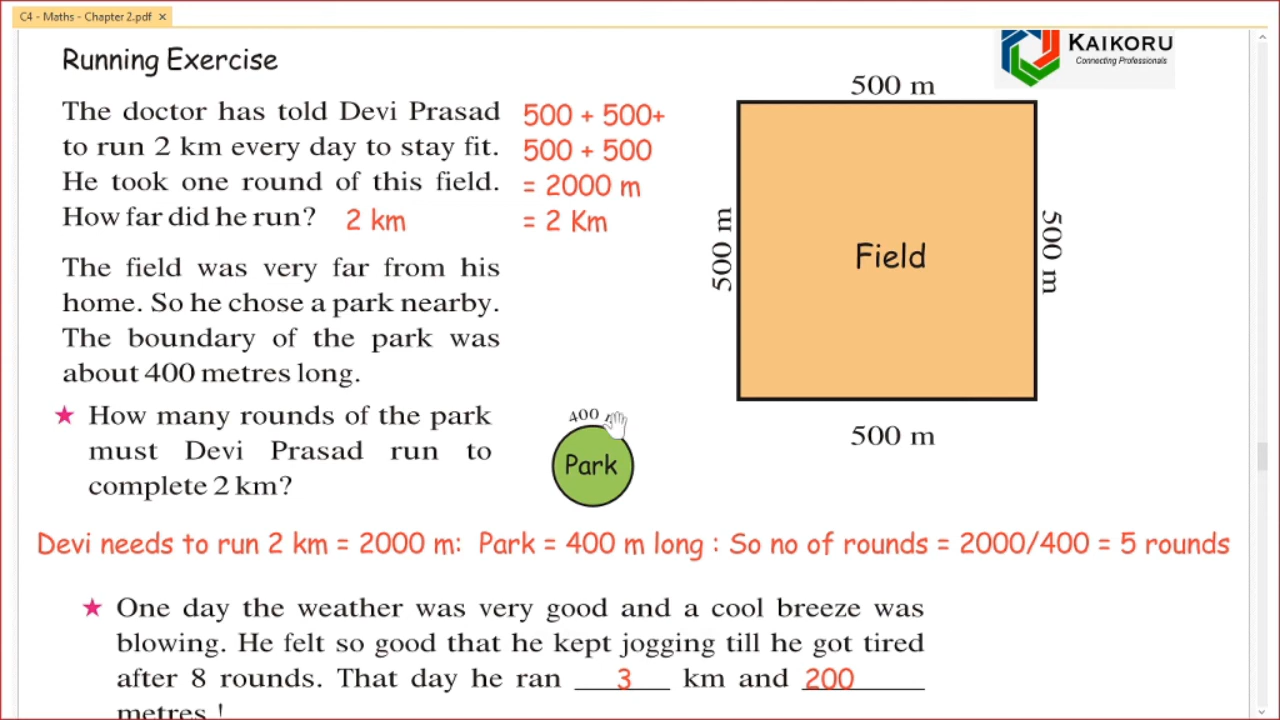 C4 - Maths - Chapter 2.pdf ×
KAIKORU
Connecting Professionals
Running Exercise
The doctor has told Devi Prasad
to run 2 km every day to stay fit.
He took one round of this field.
How far did he run? 2 km
500 + 500+
500 + 500
= 2000 m
= 2 Km
500 m
500 m
Field
500 m
500 m
The field was very far from his
home. So he chose a park nearby.
The boundary of the park was
about 400 metres long.
★ How many rounds of the park
must Devi Prasad run to
complete 2 km?
400
Park
Devi needs to run 2 km = 2000 m: Park = 400 m long : So no of rounds = 2000/400 = 5 rounds
★ One day the weather was very good and a cool breeze was
blowing. He felt so good that he kept jogging till he got tired
after 8 rounds. That day he ran 3 km and 200
metres !